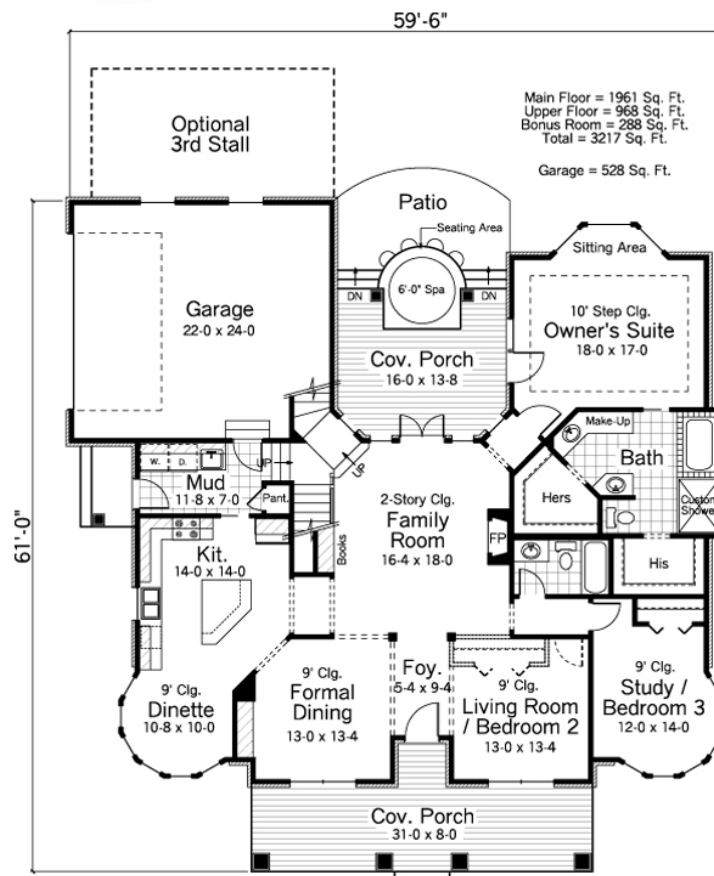 59'-6"
Optional
3rd Stall
Main Floor = 1961 Sq. Ft.
Upper Floor = 968 Sq. Ft.
Bonus Room = 288 Sq. Ft.
Total = 3217 Sq. Ft.
Garage = 528 Sq. Ft.
Patio
Seating Area
Sitting Area
6'-0" Spa
DN
DN
Garage
22-0 x 24-0
10' Step Clg.
Owner's Suite
18-0 x 17-0
Cov. Porch
16-0 x 13-8
Make-Up
Bath
W.
D.
UP
UP
Mud
11-8 x 7-0
Pant.
2-Story Clg.
Family
Room
16-4 x 18-0
Hers
Custom
Shower
61'-0"
Kit.
14-0 x 14-0
Books
FP
His
9' Clg.
Dinette
10-8 x 10-0
9' Clg.
Formal
Dining
13-0 x 13-4
Foy.
5-4 x 9-4
9' Clg.
Living Room
/ Bedroom 2
13-0 x 13-4
9' Clg.
Study /
Bedroom 3
12-0 x 14-0
Cov. Porch
31-0 x 8-0